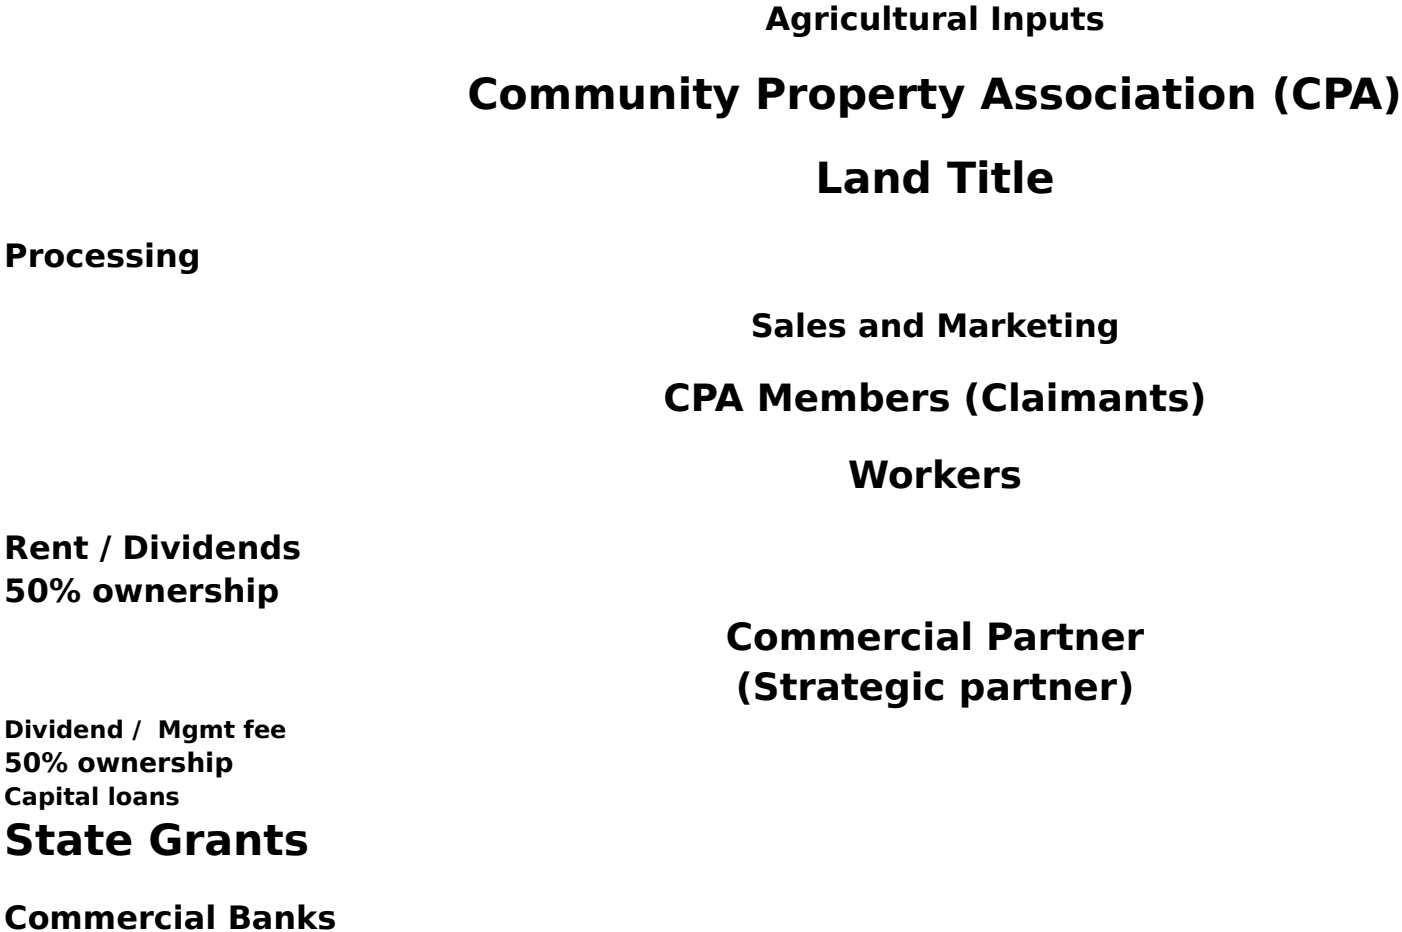 Agricultural Inputs
Community Property Association (CPA)
Land Title
Processing
Sales and Marketing
CPA Members (Claimants)
Workers
Rent / Dividends
50% ownership
Commercial Partner
(Strategic partner)
Dividend /  Mgmt fee
50% ownership
Capital loans
State Grants
Commercial Banks